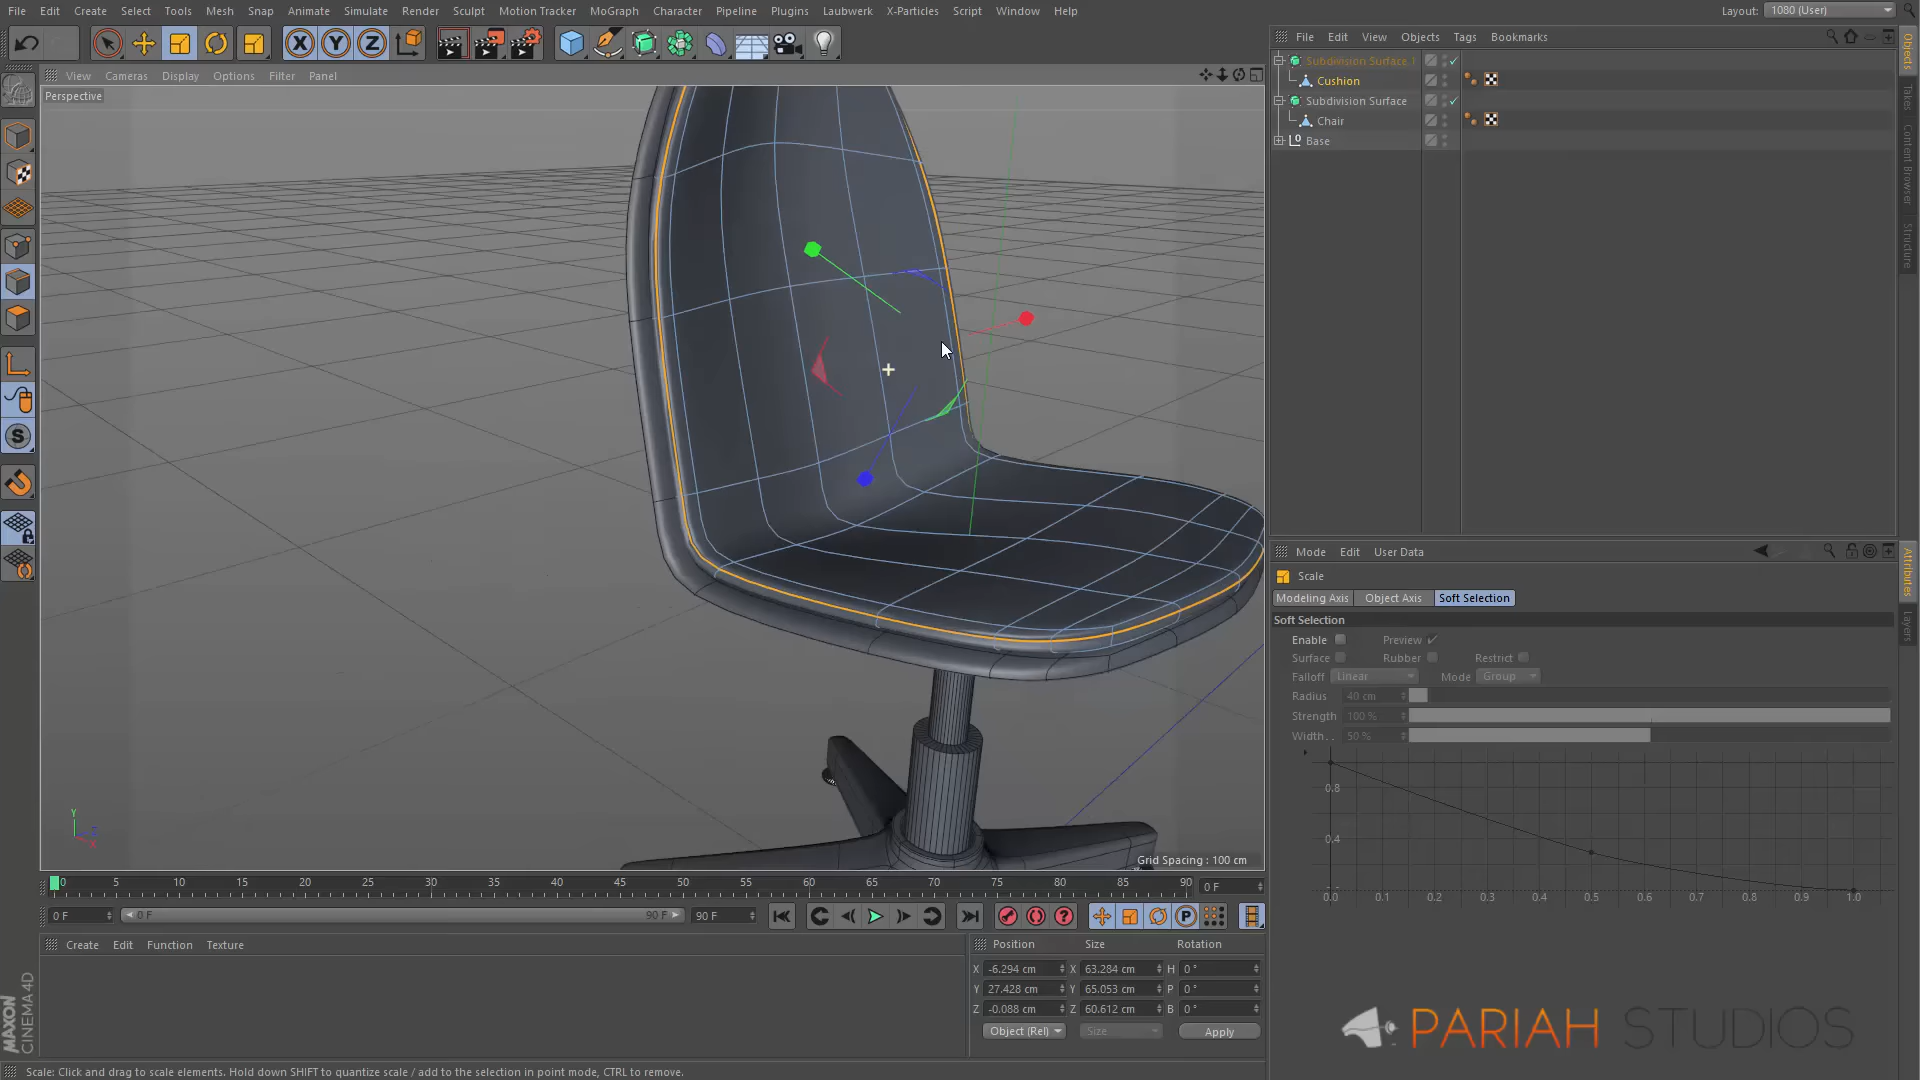 File Edit Create Select Tools Mesh Snap Animate Simulate Render Sculpt Motion Tracker MoGraph Character Pipeline Plugins Laubwerk X-Particles Script Window Help Layout: 1080 (User)
File Edit View Objects Tags Bookmarks
View Cameras Display Options Filter Panel
Perspective
Subdivision Surface.1
Cushion
Subdivision Surface
Chair
Base
Objects
Takes
Content Browser
Structure
Mode Edit User Data
Scale
Modeling Axis Object Axis Soft Selection
Soft Selection
Enable Preview
Surface Rubber Restrict
Falloff Linear Mode Group
Radius 40 cm
Strength 100 %
Width.. 50 %
0.8
0.4
0.0 0.1 0.2 0.3 0.4 0.5 0.6 0.7 0.8 0.9 1.0
Attributes
Layers
Y
Z
X
Grid Spacing : 100 cm
0 5 10 15 20 25 30 35 40 45 50 55 60 65 70 75 80 85 90 0 F
0 F 0 F 90 F 90 F
Create Edit Function Texture
Position Size Rotation
X -6.294 cm X 63.284 cm H 0 °
Y 27.428 cm Y 65.053 cm P 0 °
Z -0.088 cm Z 60.612 cm B 0 °
Object (Rel) Size Apply
MAXON
CINEMA 4D
PARIAH STUDIOS
Scale: Click and drag to scale elements. Hold down SHIFT to quantize scale / add to the selection in point mode, CTRL to remove.